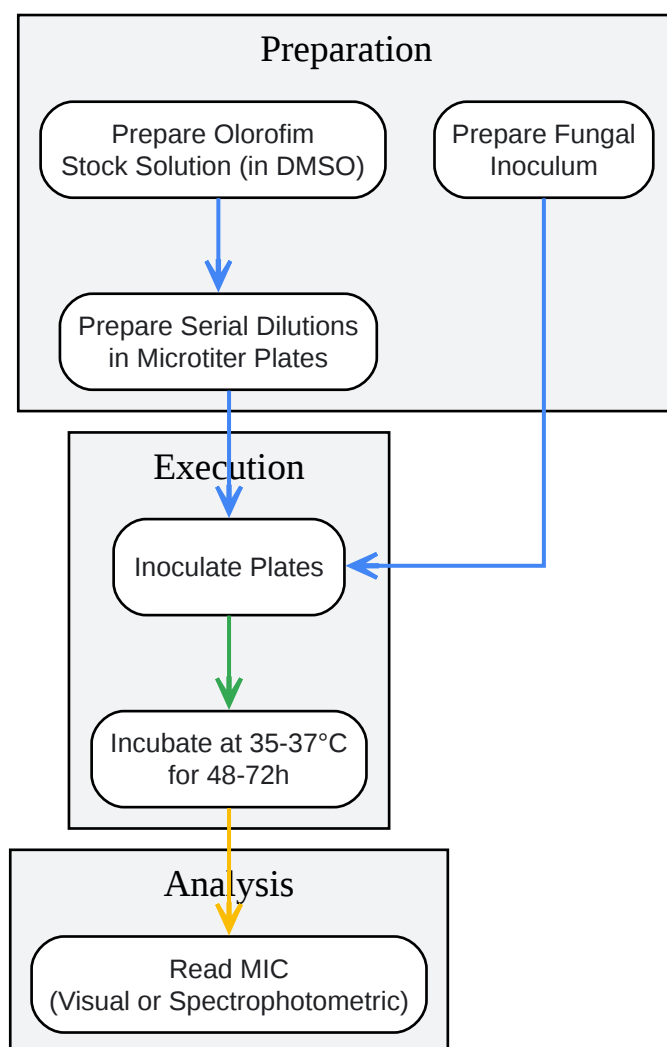 Preparation
Prepare Olorofim
Stock Solution (in DMSO)
Prepare Fungal
Inoculum
Prepare Serial Dilutions
in Microtiter Plates
Execution
Inoculate Plates
Incubate at 35-37°C
for 48-72h
Analysis
Read MIC
(Visual or Spectrophotometric)